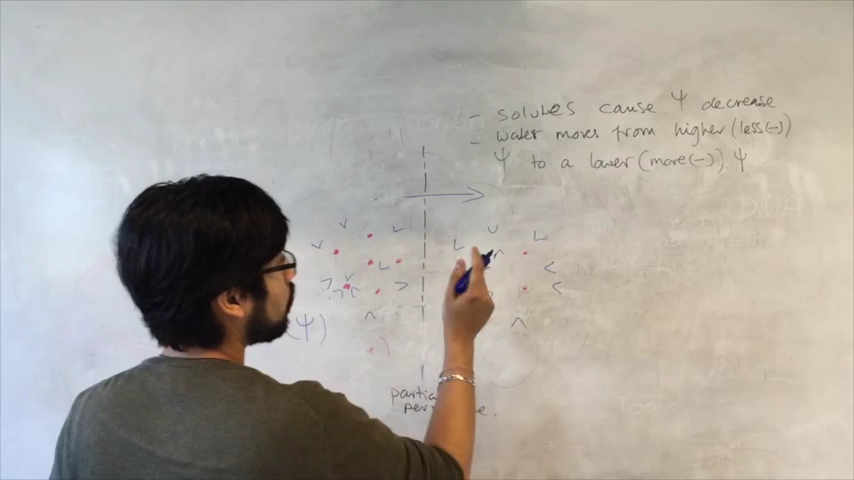 - solutes cause Ψ decrease
- water moves from higher (less(-))
Ψ to a lower (more(-)) Ψ
(Ψ)